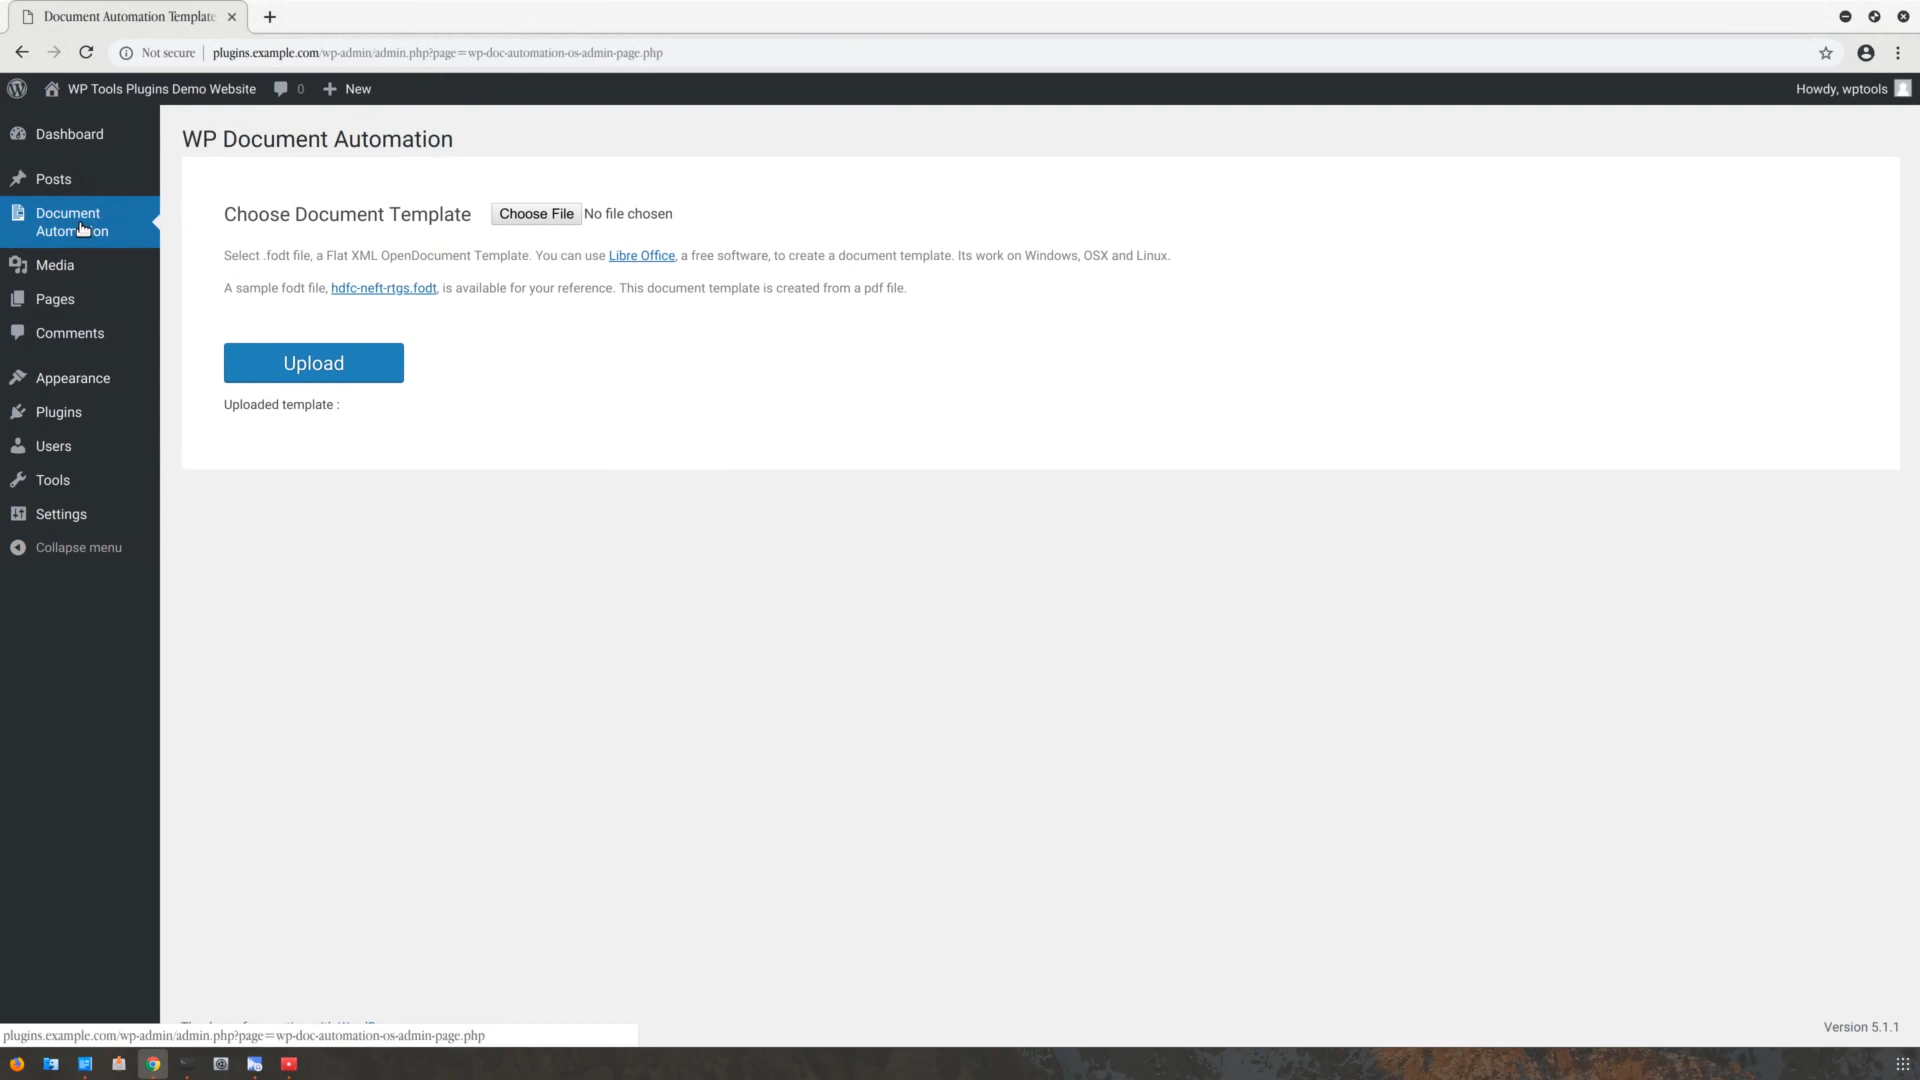 Document Automation Template
Not secure
plugins.example.com/wp-admin/admin.php?page=wp-doc-automation-os-admin-page.php
WP Tools Plugins Demo Website
0
New
Howdy, wptools
Dashboard
Posts
Document
Automation
Media
Pages
Comments
Appearance
Plugins
Users
Tools
Settings
Collapse menu
WP Document Automation
Choose Document Template
Choose File No file chosen
Select .fodt file, a Flat XML OpenDocument Template. You can use Libre Office, a free software, to create a document template. Its work on Windows, OSX and Linux.
A sample fodt file, hdfc-neft-rtgs.fodt, is available for your reference. This document template is created from a pdf file.
Upload
Uploaded template :
Version 5.1.1
plugins.example.com/wp-admin/admin.php?page=wp-doc-automation-os-admin-page.php